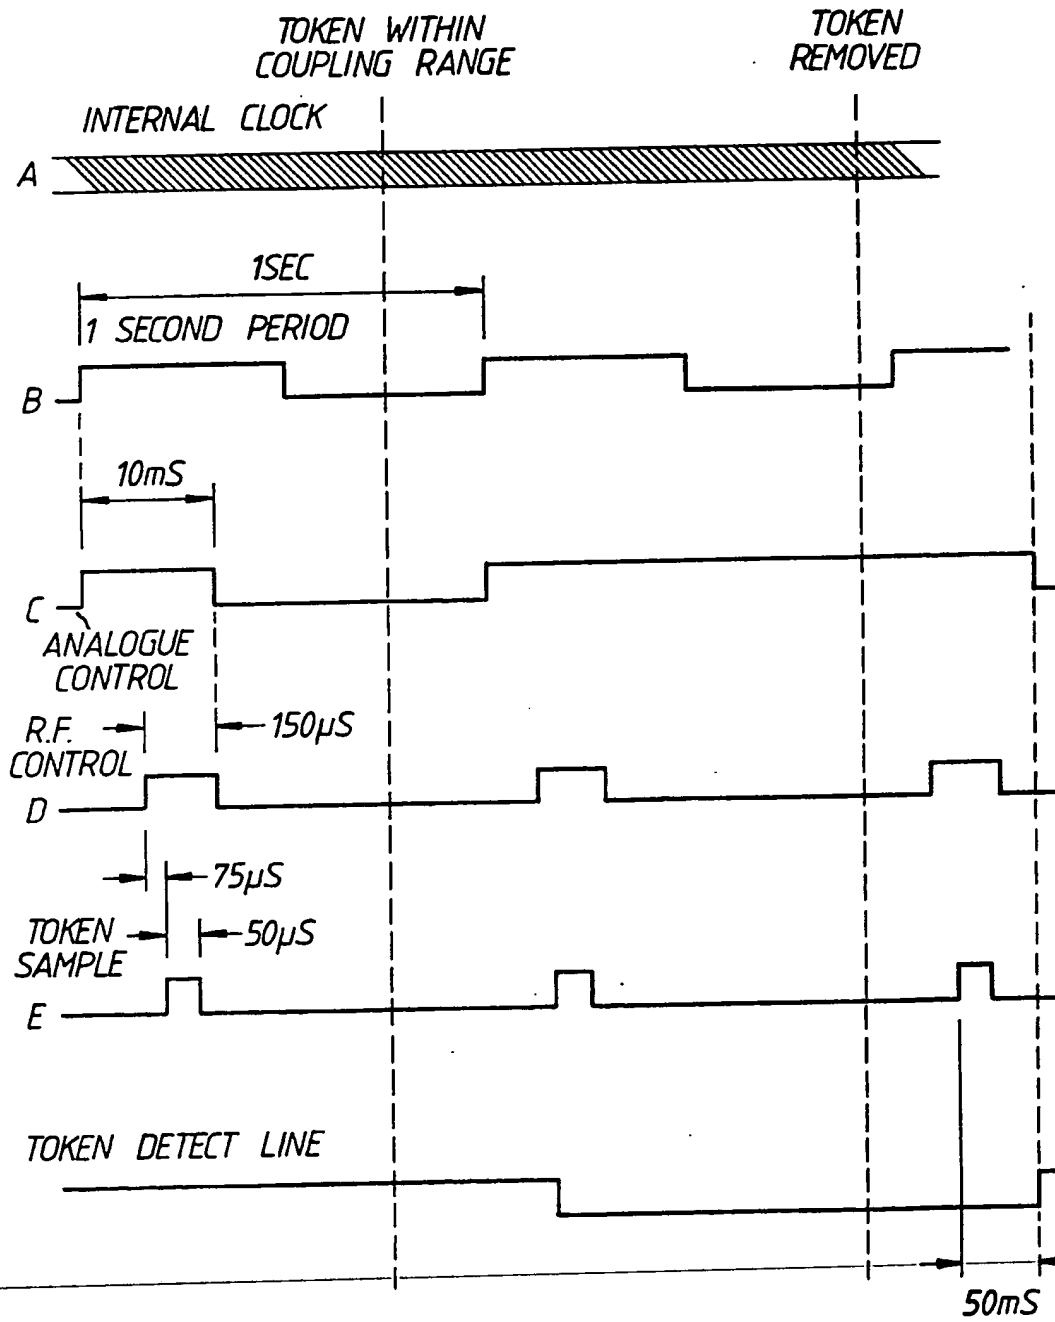 TOKEN WITHIN
COUPLING RANGE
TOKEN
REMOVED
INTERNAL CLOCK
A
1SEC
1 SECOND PERIOD
B
10mS
C
ANALOGUE
CONTROL
R.F.
CONTROL
150µS
D
75µS
TOKEN
SAMPLE
50µS
E
TOKEN DETECT LINE
50mS